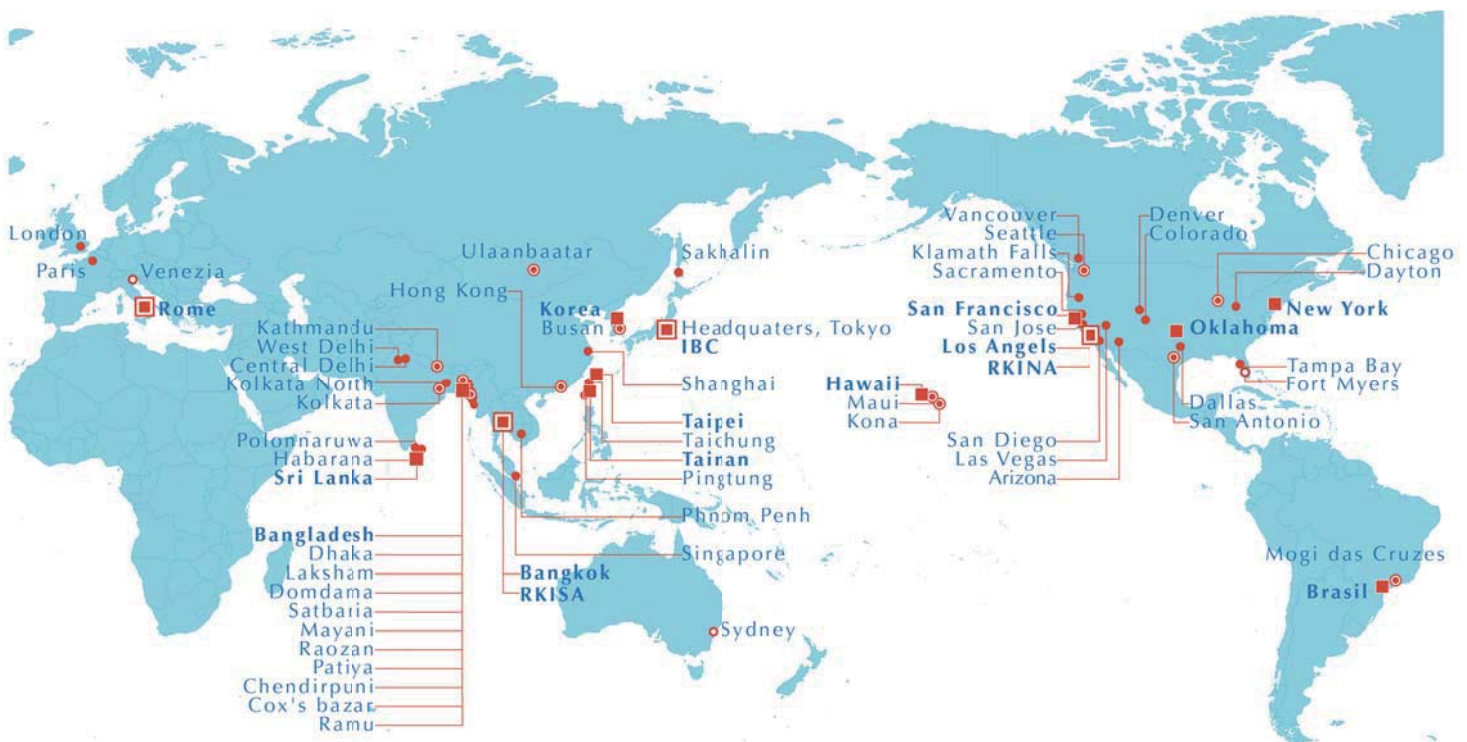 London
Paris
Venezia
Rome
Ulaanbaatar
Sakhalin
Hong Kong
Korea
Busan
Headquaters, Tokyo
IBC
Kathmandu
West Delhi
Central Delhi
Kolkata North
Kolkata
Shanghai
Polonnaruwa
Habarana
Sri Lanka
Taipei
Taichung
Tainan
Pingtung
Phnom Penh
Singapore
Bangkok
RKISA
Bangladesh
Dhaka
Laksham
Domdama
Satbaria
Mayani
Raozan
Patiya
Chendirpuni
Cox's bazar
Ramu
Sydney
Vancouver
Seattle
Klamath Falls
Sacramento
San Francisco
San Jose
Los Angels
RKINA
Hawaii
Maui
Kona
San Diego
Las Vegas
Arizona
Denver
Colorado
Chicago
Dayton
New York
Oklahoma
Tampa Bay
Fort Myers
Dallas
San Antonio
Mogi das Cruzes
Brasil